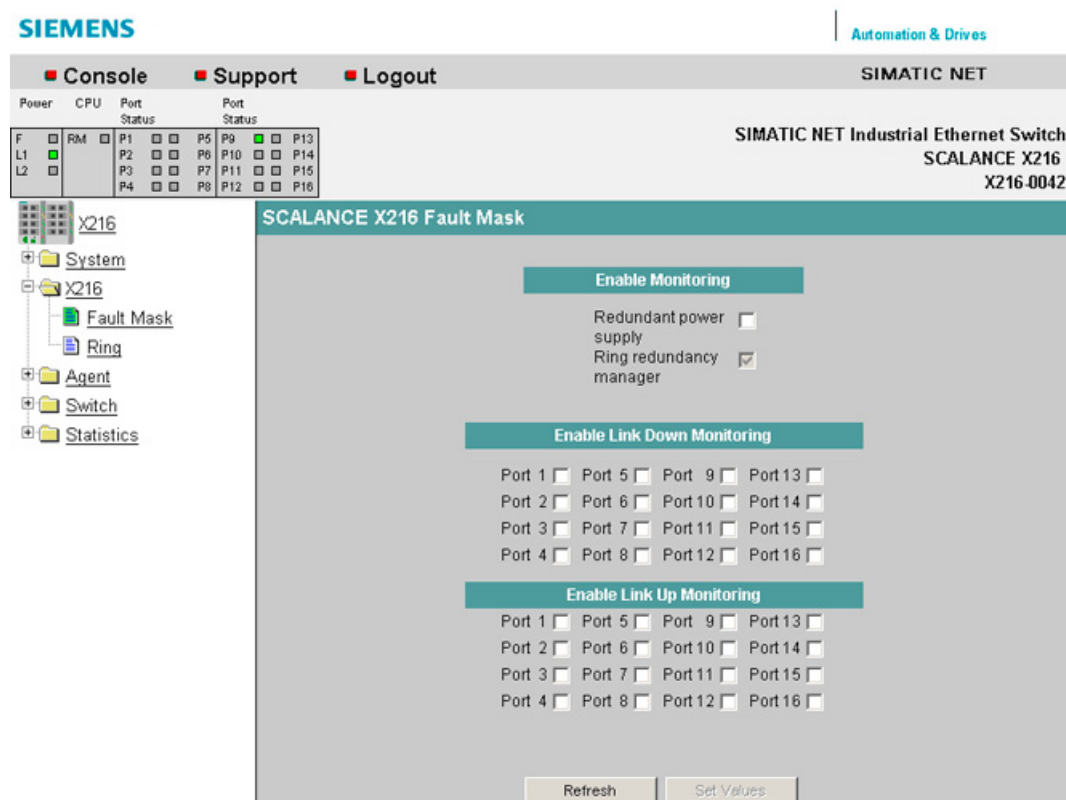 SIEMENS
Automation & Drives
Console Support Logout SIMATIC NET
Power CPU Port Status Port Status
F RM P1 P5 P9 P13
L1 P2 P6 P10 P14
L2 P3 P7 P11 P15
P4 P8 P12 P16
SIMATIC NET Industrial Ethernet Switch
SCALANCE X216
X216-0042
X216
System
X216
Fault Mask
Ring
Agent
Switch
Statistics
SCALANCE X216 Fault Mask
Enable Monitoring
Redundant power
supply
Ring redundancy
manager
Enable Link Down Monitoring
Port 1 Port 5 Port 9 Port 13
Port 2 Port 6 Port 10 Port 14
Port 3 Port 7 Port 11 Port 15
Port 4 Port 8 Port 12 Port 16
Enable Link Up Monitoring
Port 1 Port 5 Port 9 Port 13
Port 2 Port 6 Port 10 Port 14
Port 3 Port 7 Port 11 Port 15
Port 4 Port 8 Port 12 Port 16
Refresh Set Values